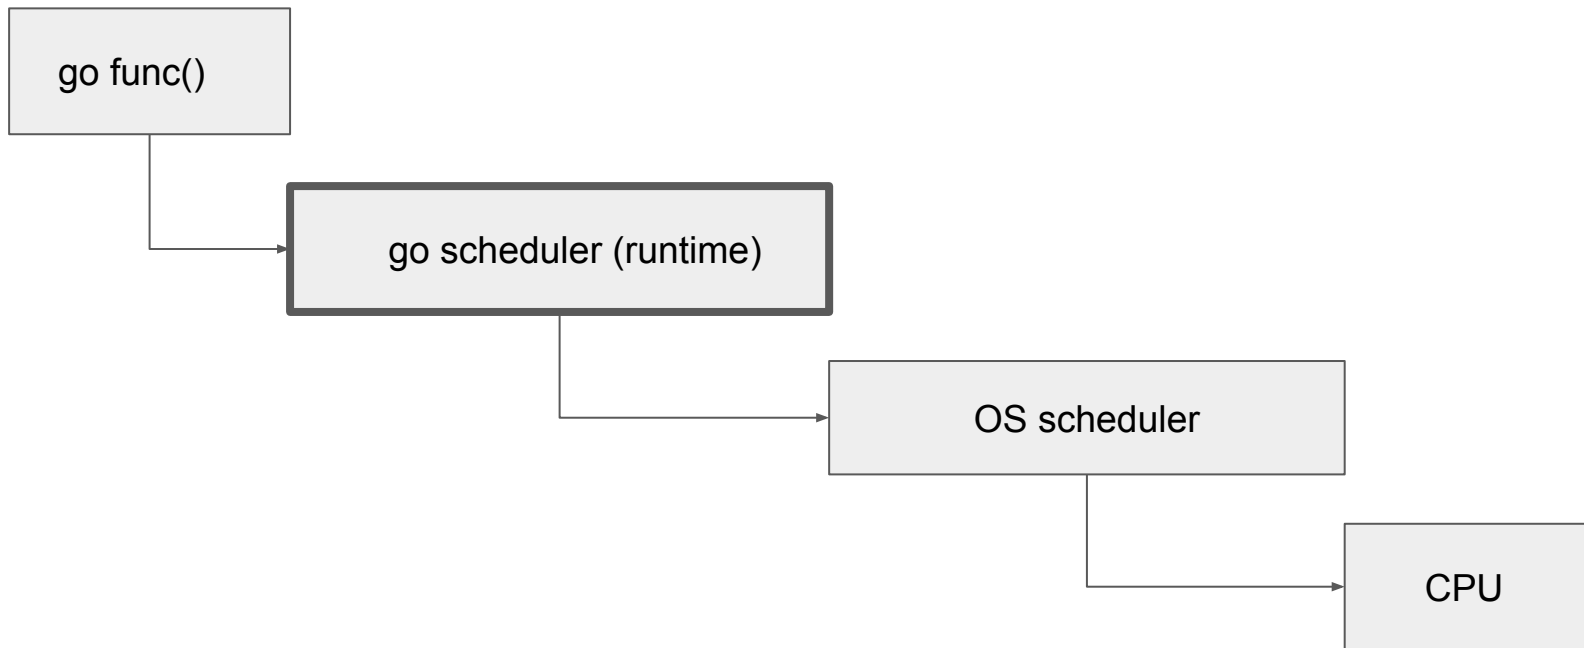 go func()
go scheduler (runtime)
OS scheduler
CPU